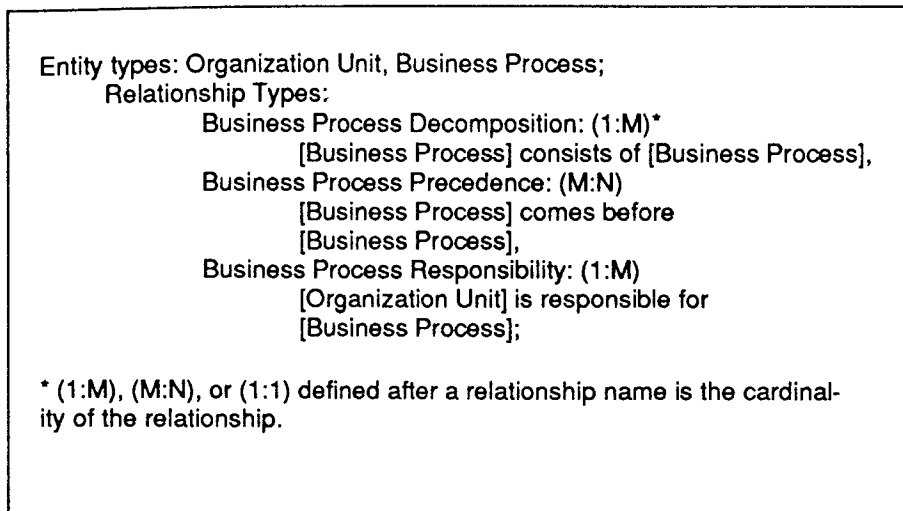 Entity types: Organization Unit, Business Process;
Relationship Types:
Business Process Decomposition: (1:M)*
[Business Process] consists of [Business Process],
Business Process Precedence: (M:N)
[Business Process] comes before
[Business Process],
Business Process Responsibility: (1:M)
[Organization Unit] is responsible for
[Business Process];
* (1:M), (M:N), or (1:1) defined after a relationship name is the cardinal-
ity of the relationship.